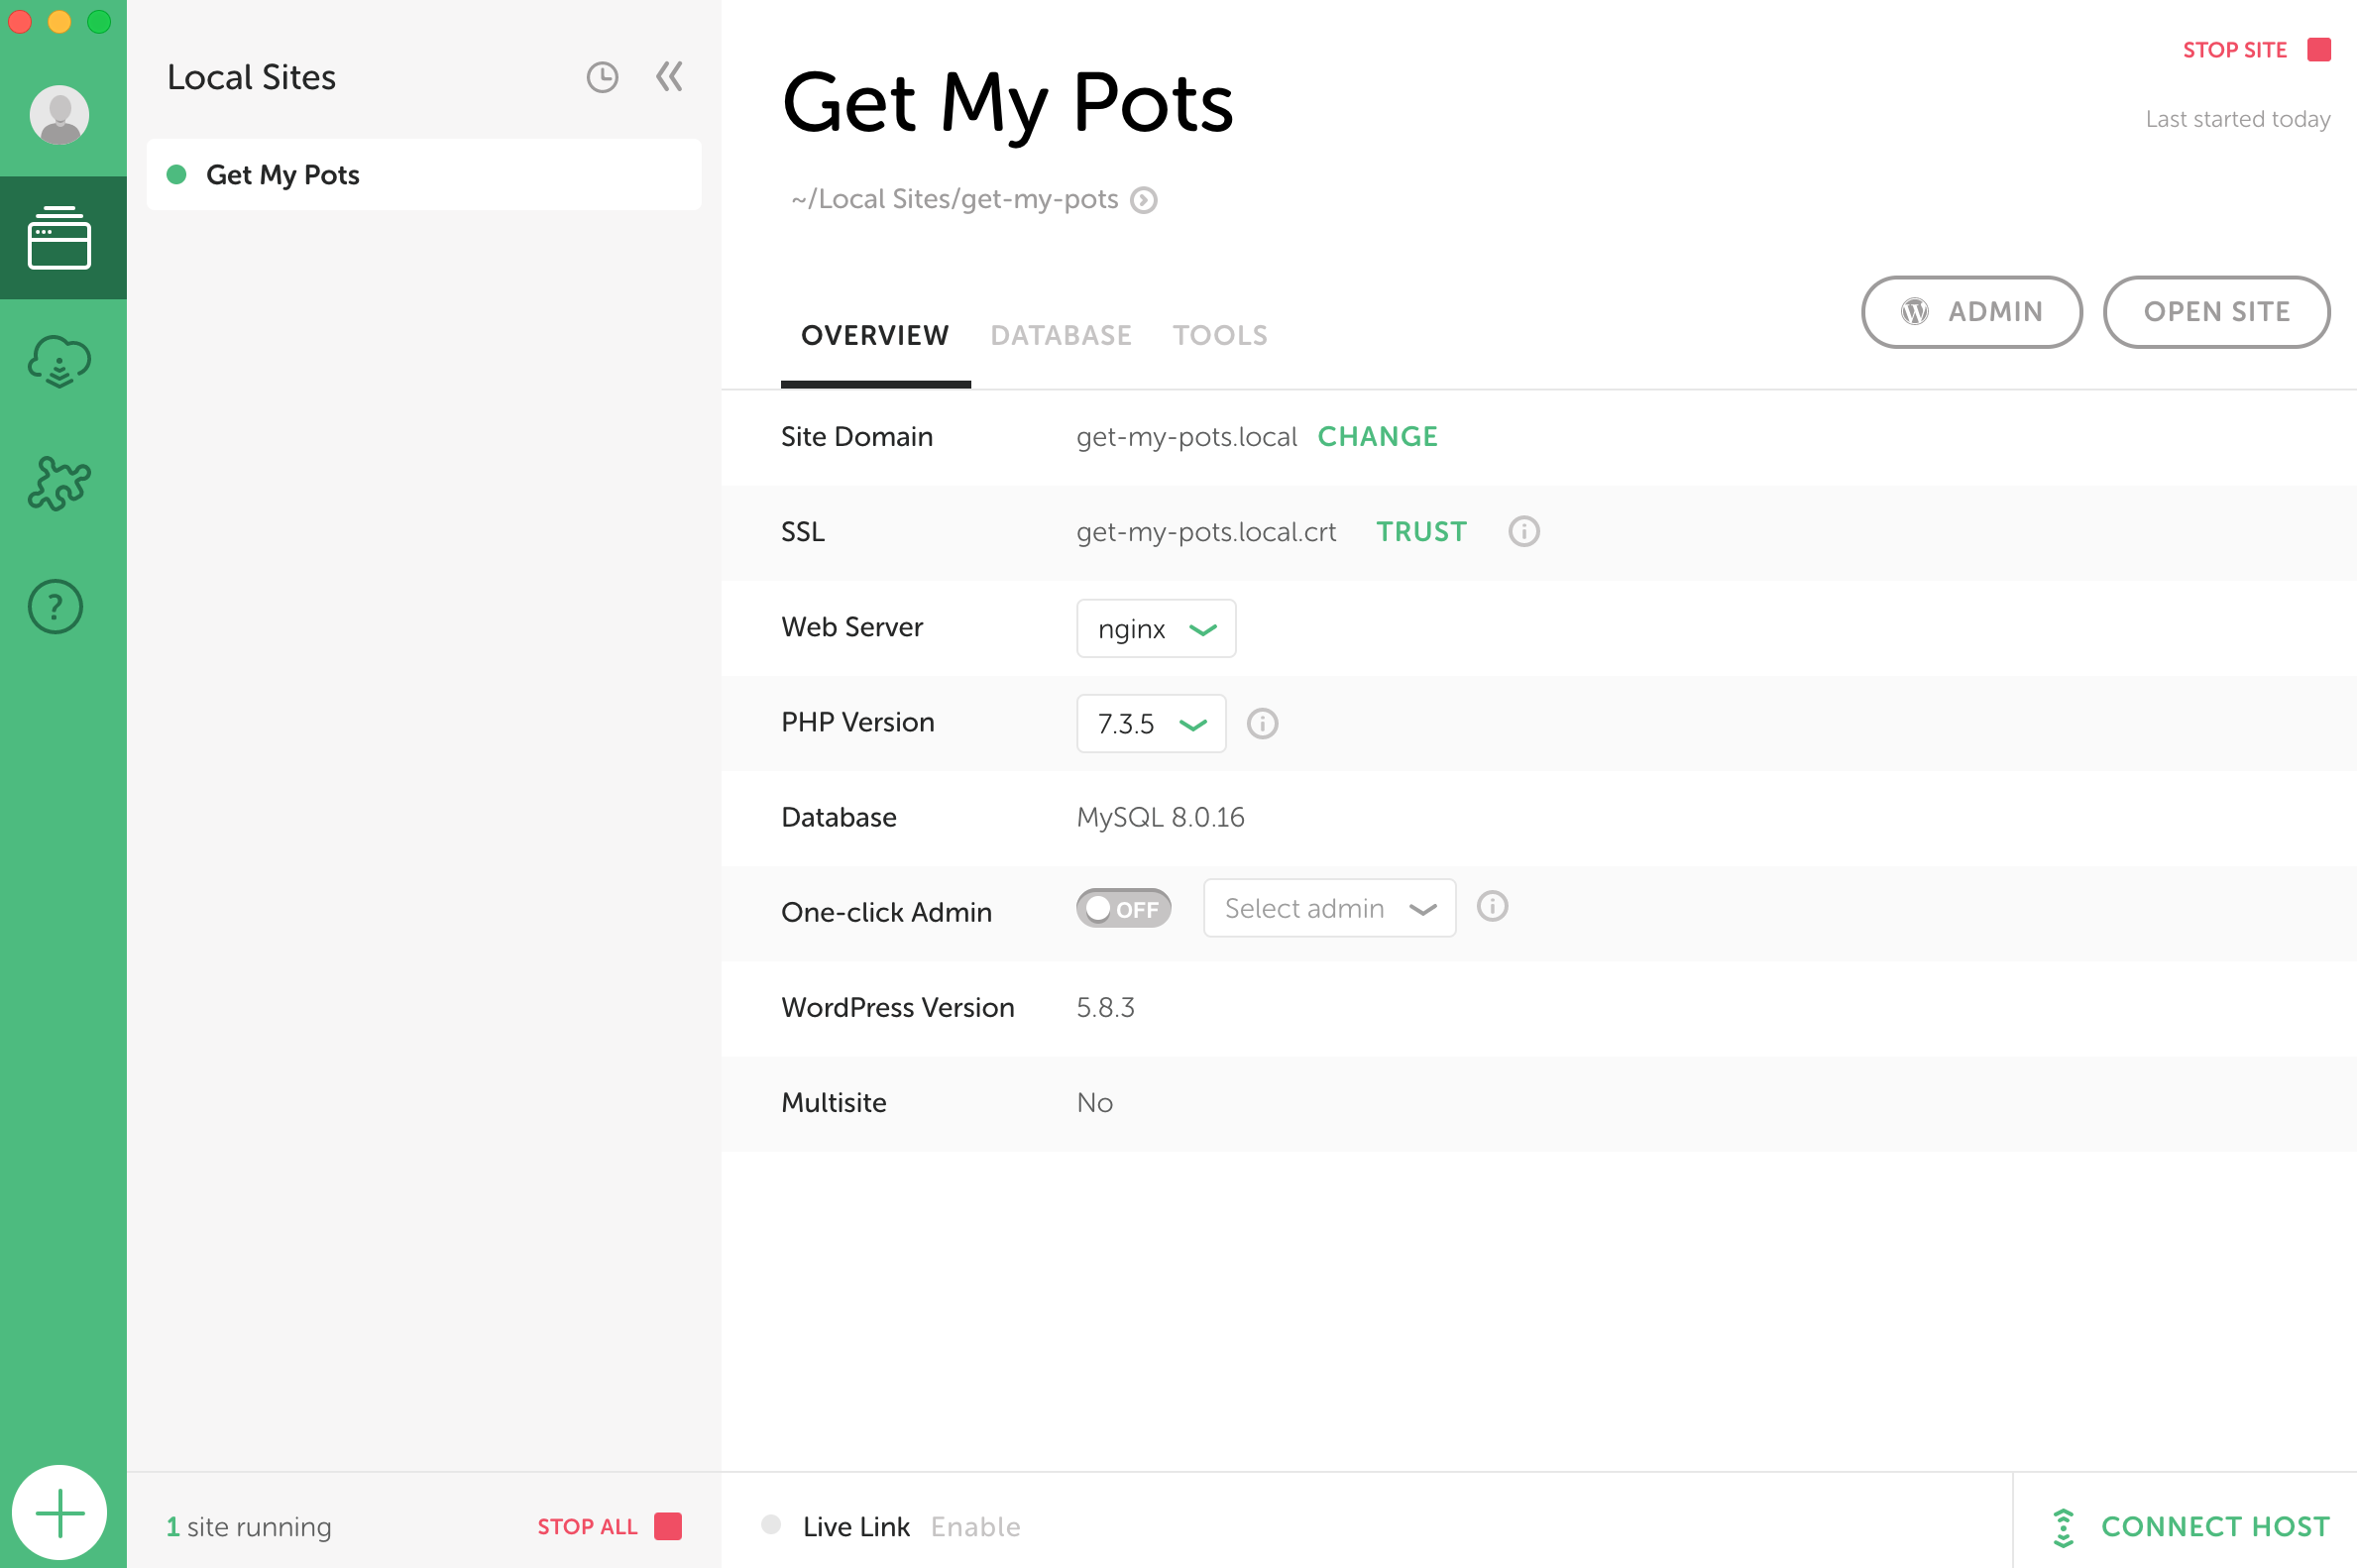 Local Sites
Get My Pots
1 site running
STOP ALL
Get My Pots
STOP SITE
Last started today
~/Local Sites/get-my-pots
OVERVIEW DATABASE TOOLS
ADMIN
OPEN SITE
Site Domain get-my-pots.local CHANGE
SSL get-my-pots.local.crt TRUST
Web Server nginx
PHP Version 7.3.5
Database MySQL 8.0.16
One-click Admin OFF Select admin
WordPress Version 5.8.3
Multisite No
Live Link Enable
CONNECT HOST